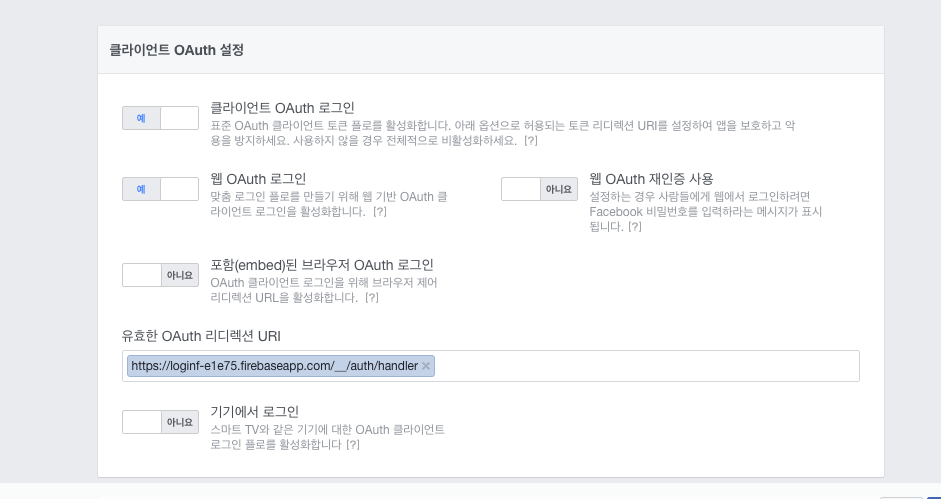 클라이언트 OAuth 설정
예
클라이언트 OAuth 로그인
표준 OAuth 클라이언트 토큰 플로를 활성화합니다. 아래 옵션으로 허용되는 토큰 리디렉션 URI를 설정하여 앱을 보호하고 악
용을 방지하세요. 사용하지 않을 경우 전체적으로 비활성화하세요. [?]
예
웹 OAuth 로그인
맞춤 로그인 플로를 만들기 위해 웹 기반 OAuth 클
라이언트 로그인을 활성화합니다. [?]
아니요
웹 OAuth 재인증 사용
설정하는 경우 사람들에게 웹에서 로그인하려면
Facebook 비밀번호를 입력하라는 메시지가 표시
됩니다. [?]
아니요
포함(embed)된 브라우저 OAuth 로그인
OAuth 클라이언트 로그인을 위해 브라우저 제어
리디렉션 URL을 활성화합니다. [?]
유효한 OAuth 리디렉션 URI
https://loginf-e1e75.firebaseapp.com/__/auth/handler ×
아니요
기기에서 로그인
스마트 TV와 같은 기기에 대한 OAuth 클라이언트
로그인 플로를 활성화합니다 [?]